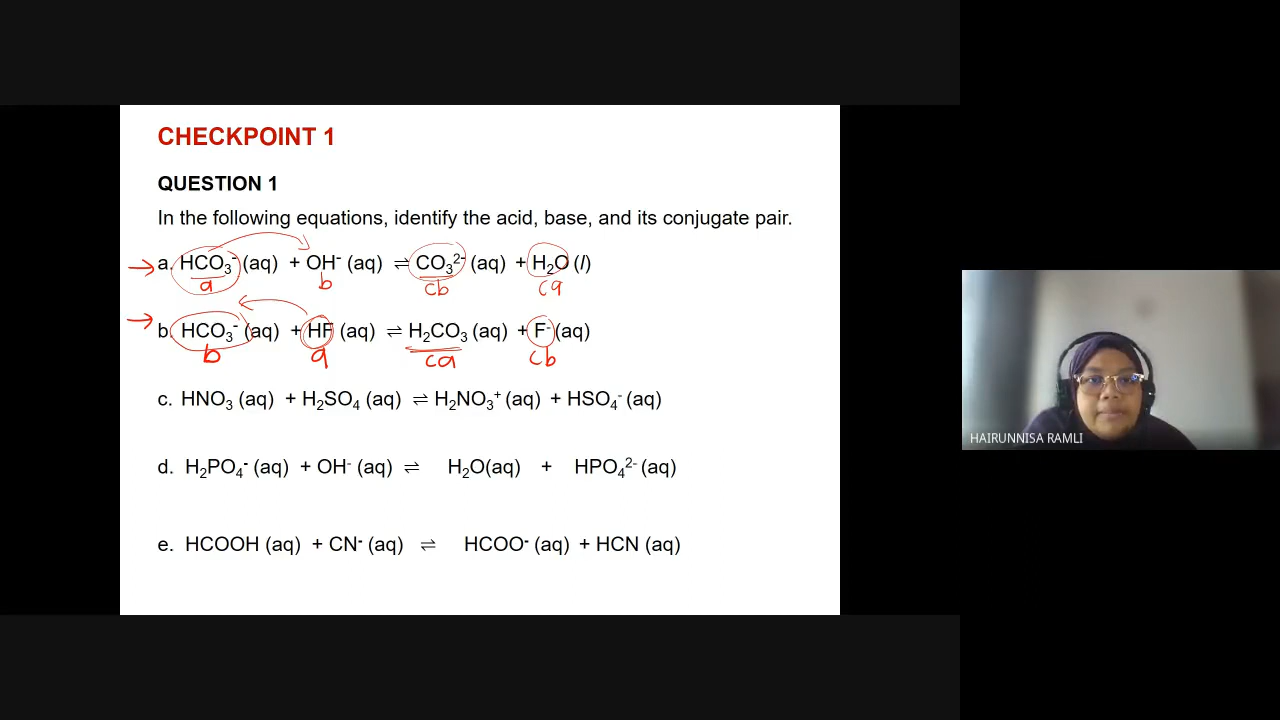 CHECKPOINT 1
QUESTION 1
In the following equations, identify the acid, base, and its conjugate pair.
→ a. HCO₃⁻ (aq) + OH⁻ (aq) ⇌ CO₃²⁻ (aq) + H₂O (l)
a b cb ca
→ b. HCO₃⁻ (aq) + HF (aq) ⇌ H₂CO₃ (aq) + F⁻ (aq)
b a ca cb
c. HNO₃ (aq) + H₂SO₄ (aq) ⇌ H₂NO₃⁺ (aq) + HSO₄⁻ (aq)
d. H₂PO₄⁻ (aq) + OH⁻ (aq) ⇌ H₂O(aq) + HPO₄²⁻ (aq)
e. HCOOH (aq) + CN⁻ (aq) ⇌ HCOO⁻ (aq) + HCN (aq)
HAIRUNNISA RAMLI